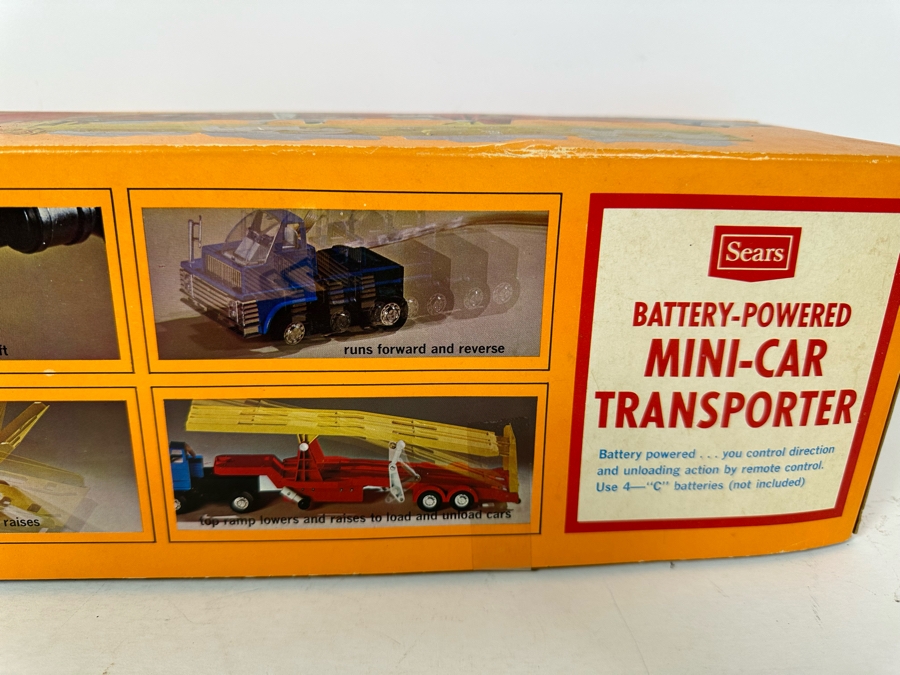 ft
runs forward and reverse
raises
top ramp lowers and raises to load and unload cars
Sears
BATTERY-POWERED
MINI-CAR
TRANSPORTER
Battery powered . . . you control direction
and unloading action by remote control.
Use 4—"C" batteries (not included)